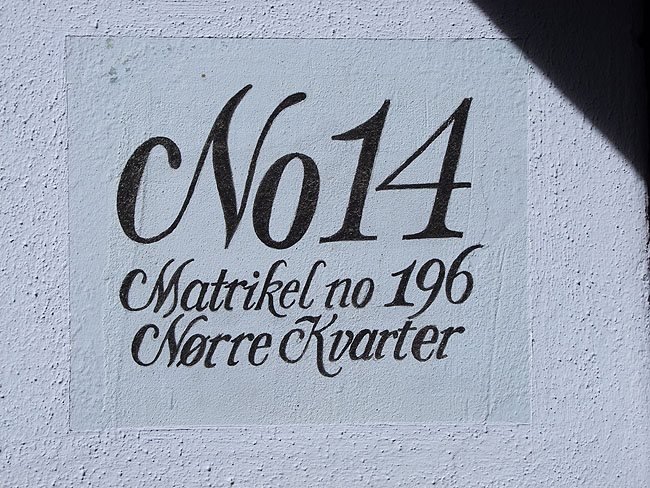 No 14
Matrikel no 196
Nørre Kvarter